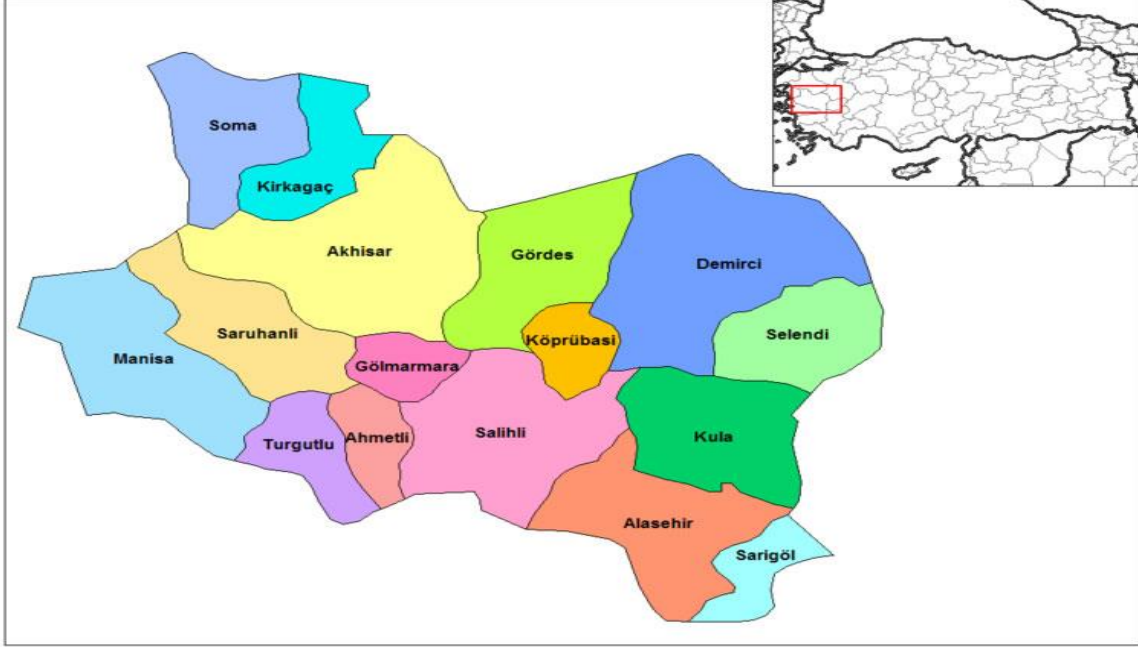 Soma
Kirkagaç
Akhisar
Gördes
Demirci
Saruhanli
Köprübasi
Selendi
Manisa
Gölmarmara
Turgutlu
Ahmetli
Salihli
Kula
Alasehir
Sarigöl